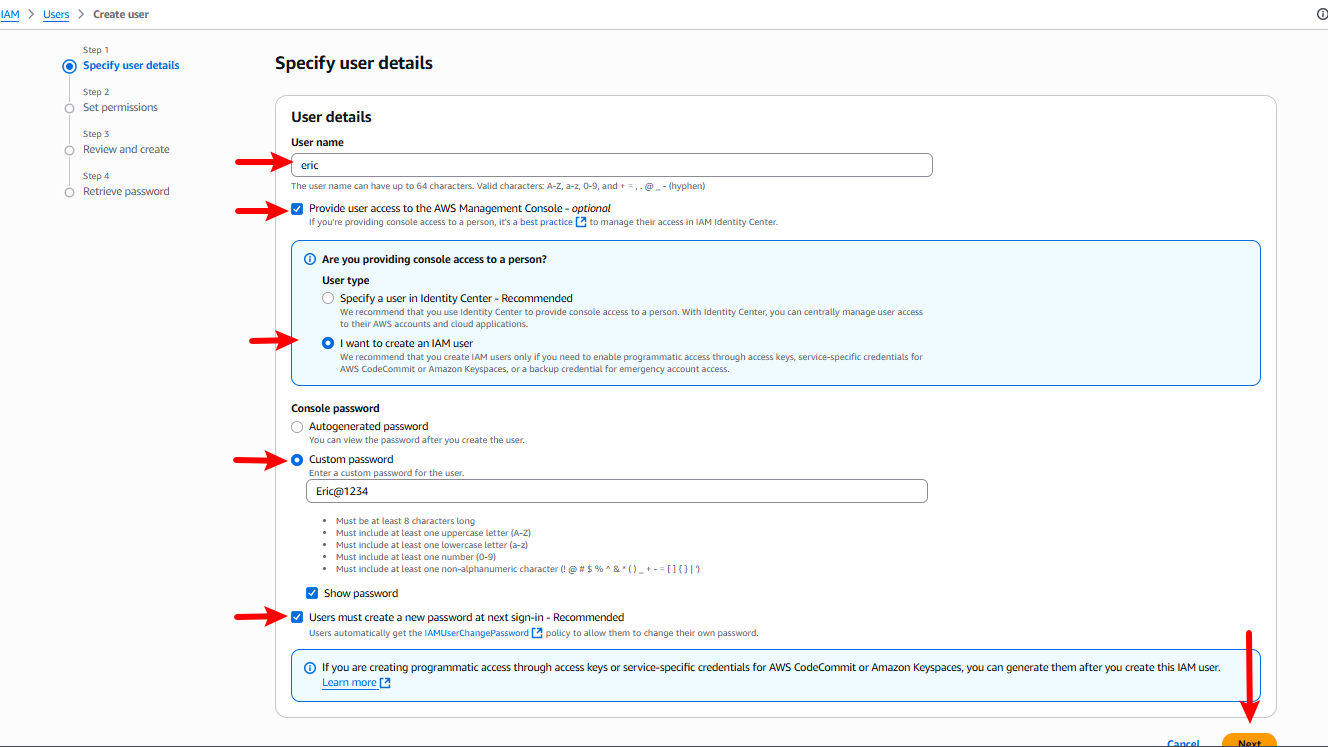 IAM > Users > Create user
Step 1
Specify user details
Step 2
Set permissions
Step 3
Review and create
Step 4
Retrieve password
Specify user details
User details
User name
eric
The user name can have up to 64 characters. Valid characters: A-Z, a-z, 0-9, and + = , . @ _ - (hyphen)
Provide user access to the AWS Management Console - optional
If you're providing console access to a person, it's a best practice to manage their access in IAM Identity Center.
Are you providing console access to a person?
User type
Specify a user in Identity Center - Recommended
We recommend that you use Identity Center to provide console access to a person. With Identity Center, you can centrally manage user access
to their AWS accounts and cloud applications.
I want to create an IAM user
We recommend that you create IAM users only if you need to enable programmatic access through access keys, service-specific credentials for
AWS CodeCommit or Amazon Keyspaces, or a backup credential for emergency account access.
Console password
Autogenerated password
You can view the password after you create the user.
Custom password
Enter a custom password for the user.
Eric@1234
• Must be at least 8 characters long
• Must include at least one uppercase letter (A-Z)
• Must include at least one lowercase letter (a-z)
• Must include at least one number (0-9)
• Must include at least one non-alphanumeric character (! @ # $ % ^ & * ( ) _ + - = [ ] { } | ')
Show password
Users must create a new password at next sign-in - Recommended
Users automatically get the IAMUserChangePassword policy to allow them to change their own password.
If you are creating programmatic access through access keys or service-specific credentials for AWS CodeCommit or Amazon Keyspaces, you can generate them after you create this IAM user.
Learn more
Cancel Next